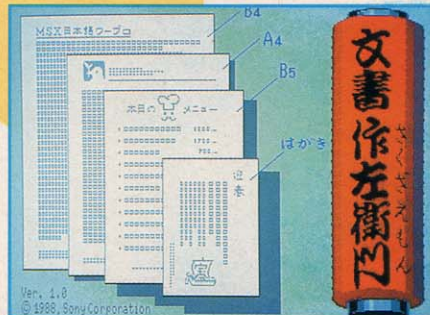 B4
MSX日本語ワープロ
A4
B5
本日の メニュー
はがき
迎春
文書作左衛門
さくざえもん
Ver. 1.0
© 1988, Sony Corporation